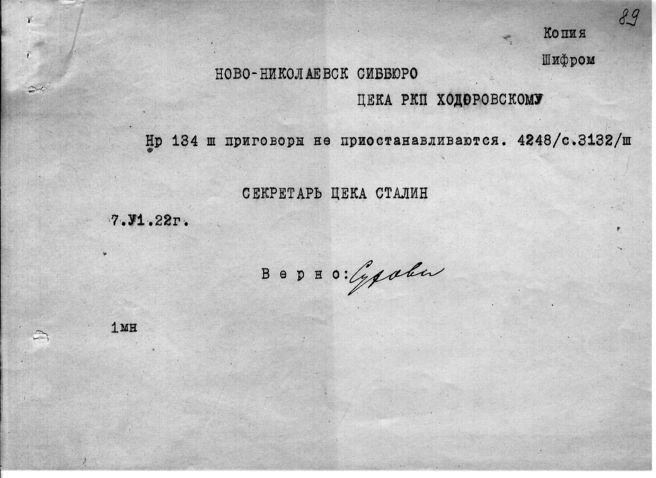 89
Копия
Шифром
НОВО-НИКОЛАЕВСК СИББЮРО
ЦЕКА РКП ХОДОРОВСКОМУ
Нр 134 ш приговоры не приостанавливаются. 4248/с.3132/ш
СЕКРЕТАРЬ ЦЕКА СТАЛИН
7.У1.22г.
Верно:
1мн